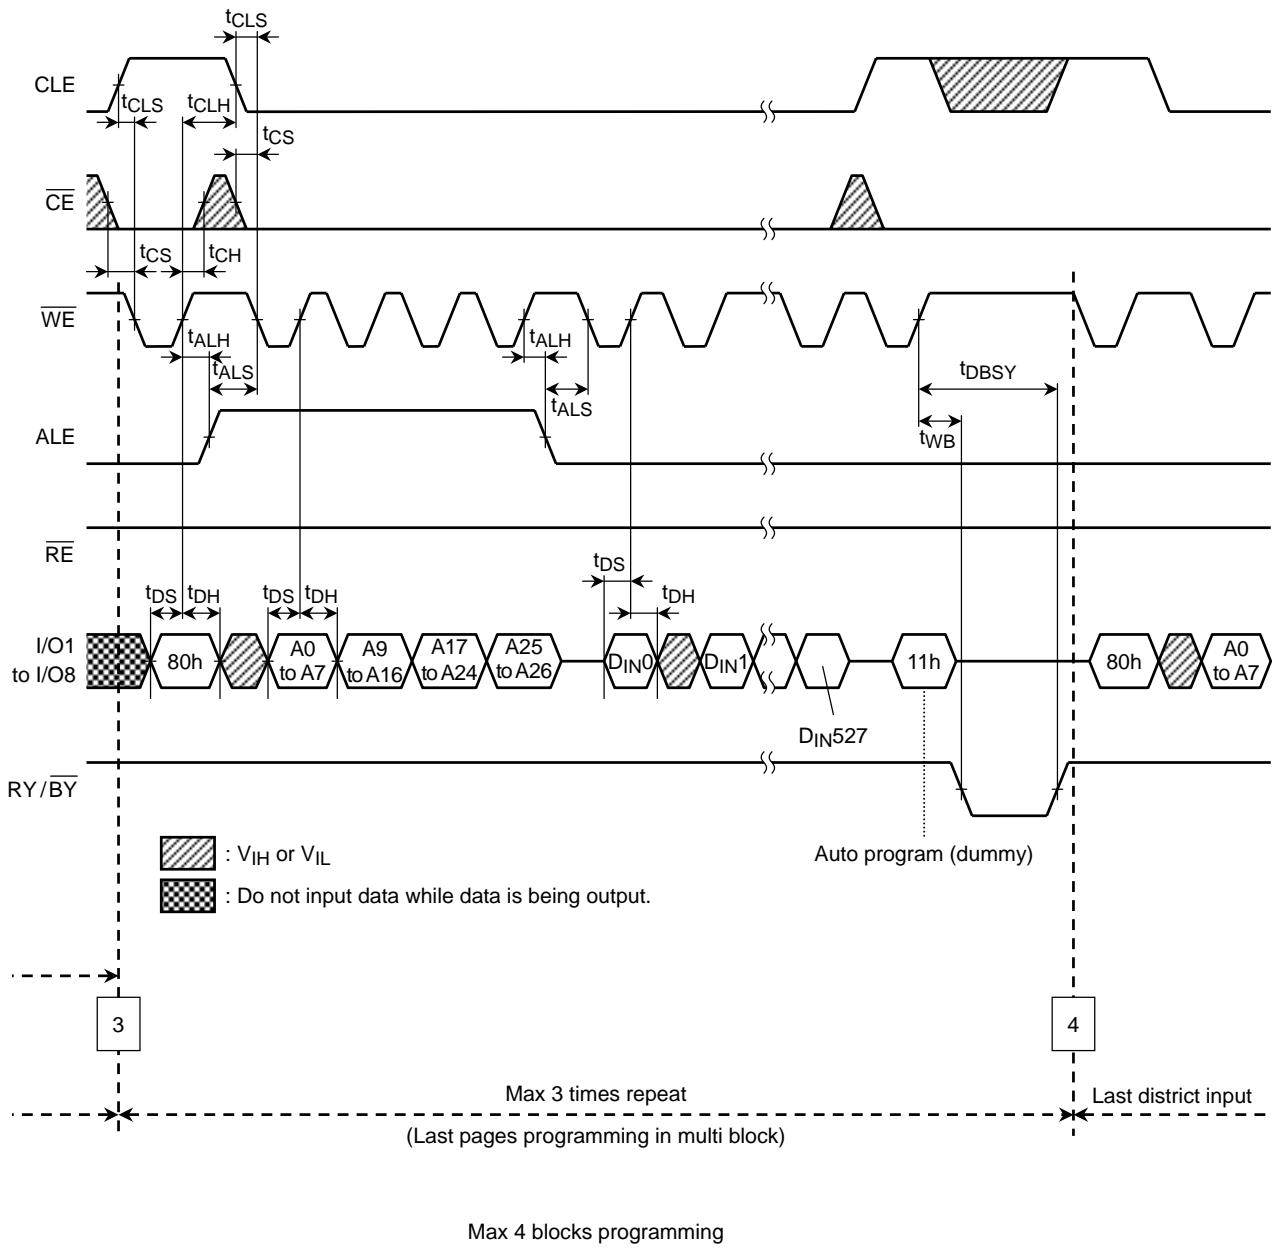 tCLS
CLE
tCLS
tCLH
tCS
CE
tCS
tCH
WE
tALH
tALH
tALS
tDBSY
tALS
ALE
tWB
RE
tDS
tDS
tDH
tDS
tDH
tDH
I/O1
to I/O8
80h
A0
to A7
A9
to A16
A17
to A24
A25
to A26
DIN0
DIN1
11h
80h
A0
to A7
DIN527
RY/BY
: VIH or VIL
Auto program (dummy)
: Do not input data while data is being output.
3
4
Max 3 times repeat
Last district input
(Last pages programming in multi block)
Max 4 blocks programming